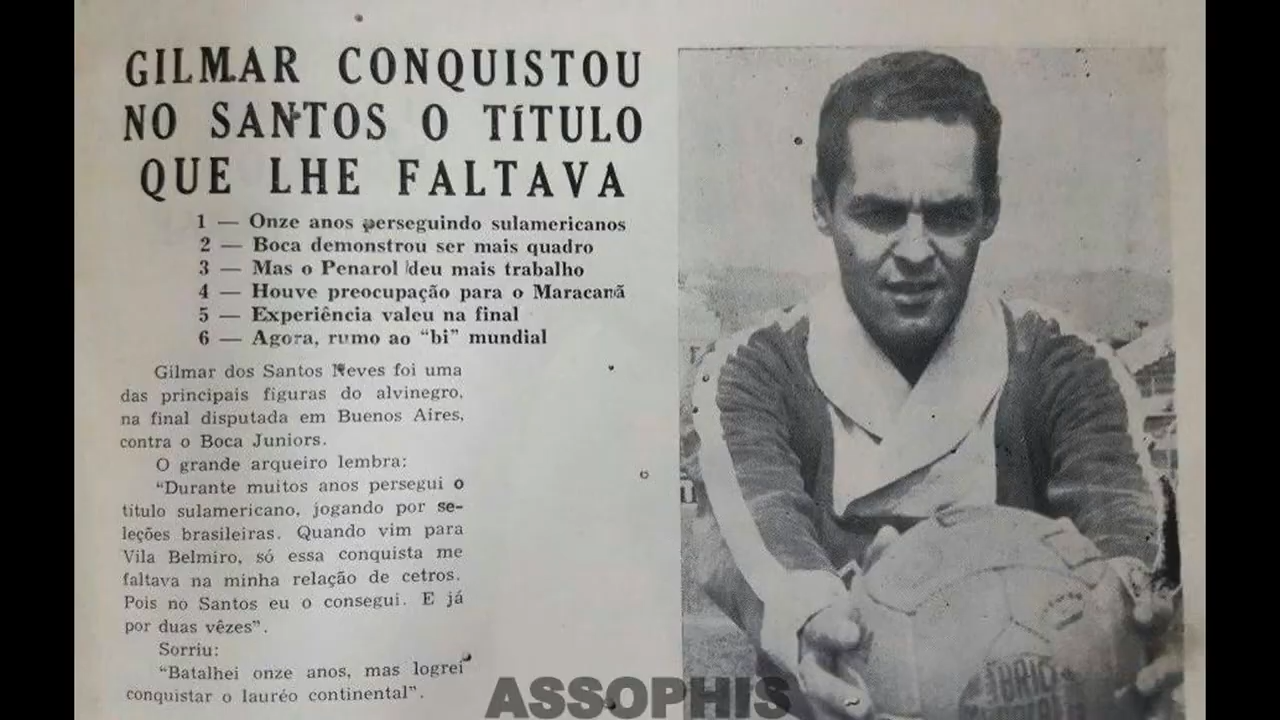 GILMAR CONQUISTOU
NO SANTOS O TÍTULO
QUE LHE FALTAVA
1 — Onze anos perseguindo sulamericanos
2 — Boca demonstrou ser mais quadro
3 — Mas o Penarol deu mais trabalho
4 — Houve preocupação para o Maracanã
5 — Experiência valeu na final
6 — Agora, rumo ao “bi” mundial
Gilmar dos Santos Neves foi uma
das principais figuras do alvinegro,
na final disputada em Buenos Aires,
contra o Boca Juniors.
O grande arqueiro lembra:
“Durante muitos anos persegui o
título sulamericano, jogando por se-
leções brasileiras. Quando vim para
Vila Belmiro, só essa conquista me
faltava na minha relação de cetros.
Pois no Santos eu o consegui. E já
por duas vêzes”.
Sorriu:
“Batalhei onze anos, mas logrei
conquistar o lauréo continental”.
ASSOPHIS